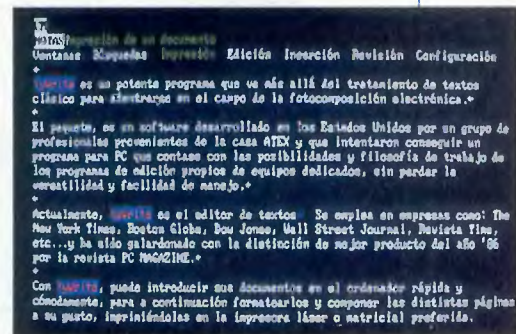 NOTAS Impresión de su documento
Ventanas Búsquedas Impresión Edición Inserción Revisión Configuración
es un potente programa que va más allá del tratamiento de textos
clásico para adentrarse en el campo de la fotocomposición electrónica.
El paquete, es un software desarrollado en los Estados Unidos por un grupo de
profesionales provenientes de la casa ATEX y que intentaron conseguir un
programa para PC que contase con las posibilidades y filosofía de trabajo de
los programas de edición propios de equipos dedicados, sin perder la
versatilidad y facilidad de manejo.
Actualmente, es el editor de textos Se emplea en empresas como: The
New York Times, Boston Globe, Dow Jones, Wall Street Journal, Revista Time,
etc...y ha sido galardonado con la distinción de mejor producto del año '86
por la revista PC MAGAZINE.
Con puede introducir sus documentos en el ordenador rápida y
cómodamente, para a continuación formatearlos y componer las distintas páginas
a su gusto, imprimiéndolas en la impresora láser o matricial preferida.